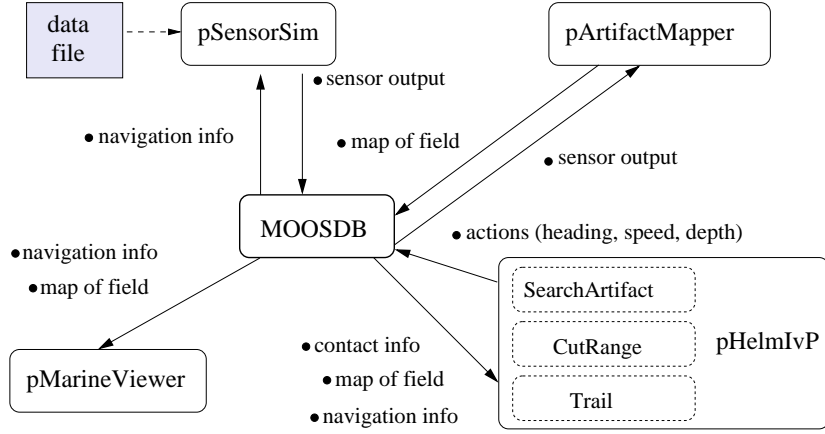 data
file
pSensorSim
pArtifactMapper
● sensor output
● navigation info
● map of field
● sensor output
MOOSDB
● actions (heading, speed, depth)
● navigation info
● map of field
SearchArtifact
CutRange
pHelmIvP
Trail
● contact info
● map of field
● navigation info
pMarineViewer